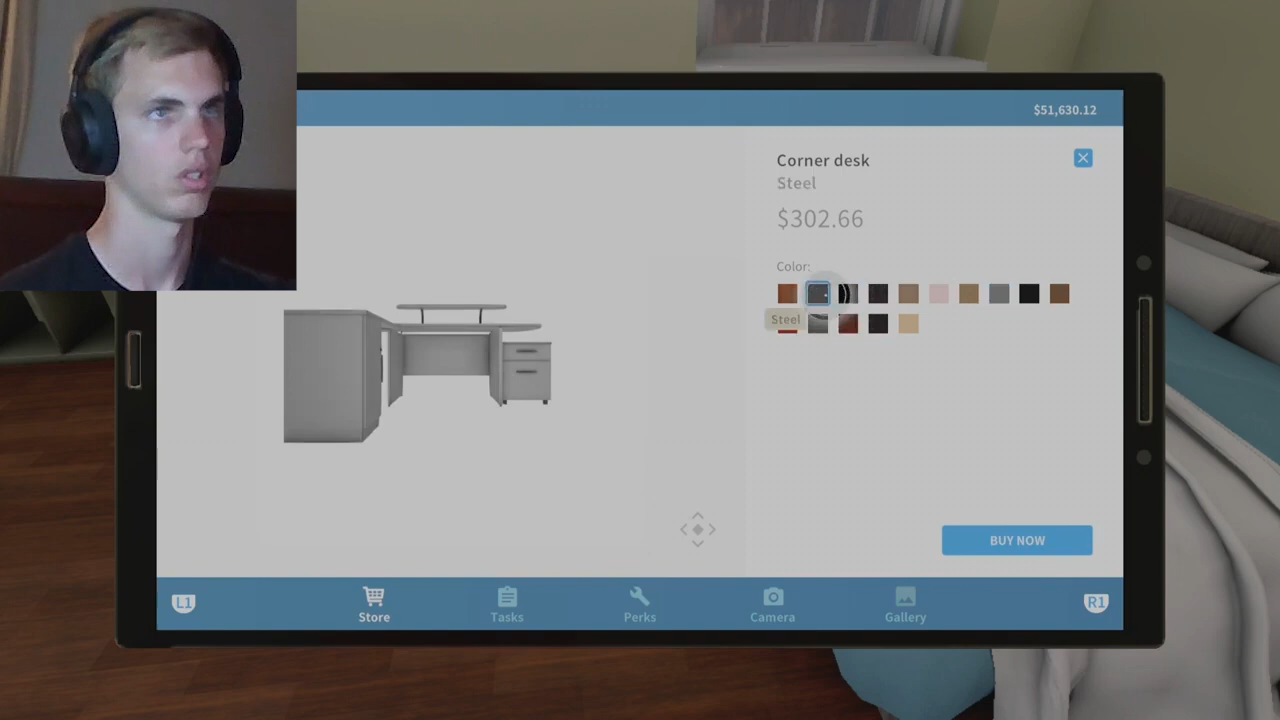 $51,630.12
Corner desk
Steel
$302.66
Color:
Steel
BUY NOW
L1
Store
Tasks
Perks
Camera
Gallery
R1